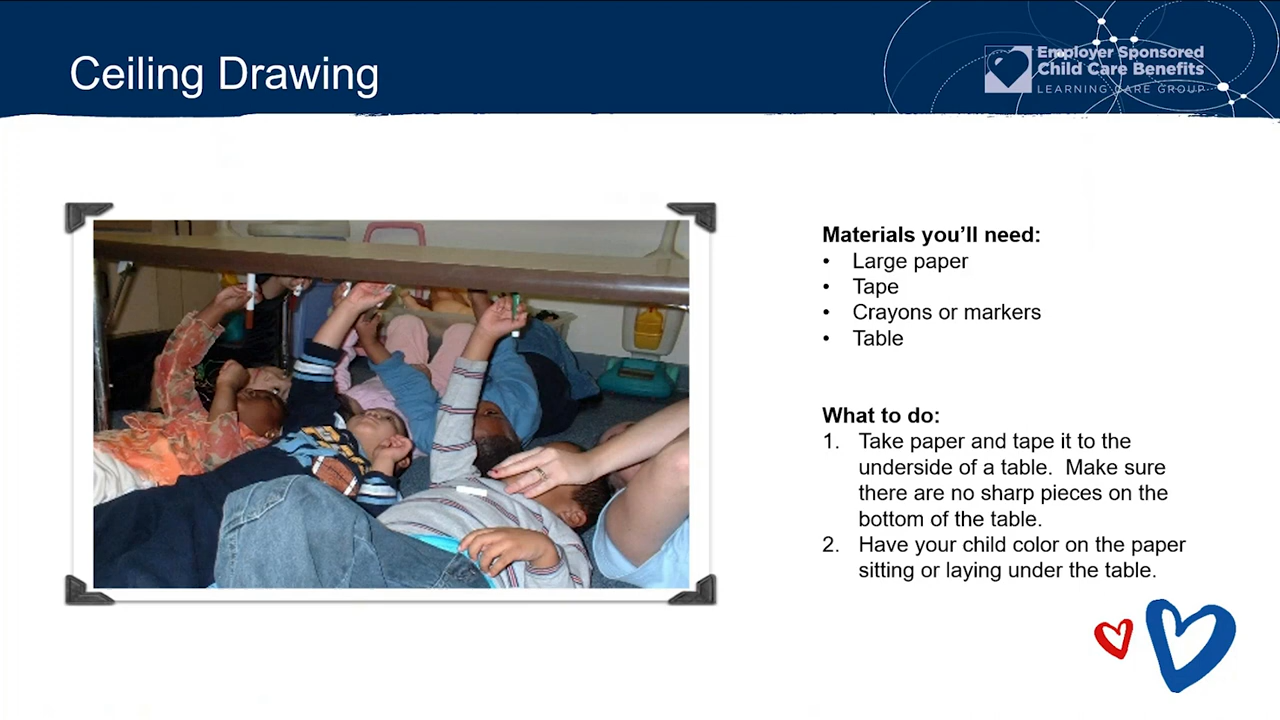 Ceiling Drawing
Employer Sponsored
Child Care Benefits
LEARNING CARE GROUP
Materials you’ll need:
• Large paper
• Tape
• Crayons or markers
• Table
What to do:
1. Take paper and tape it to the
underside of a table.  Make sure
there are no sharp pieces on the
bottom of the table.
2. Have your child color on the paper
sitting or laying under the table.